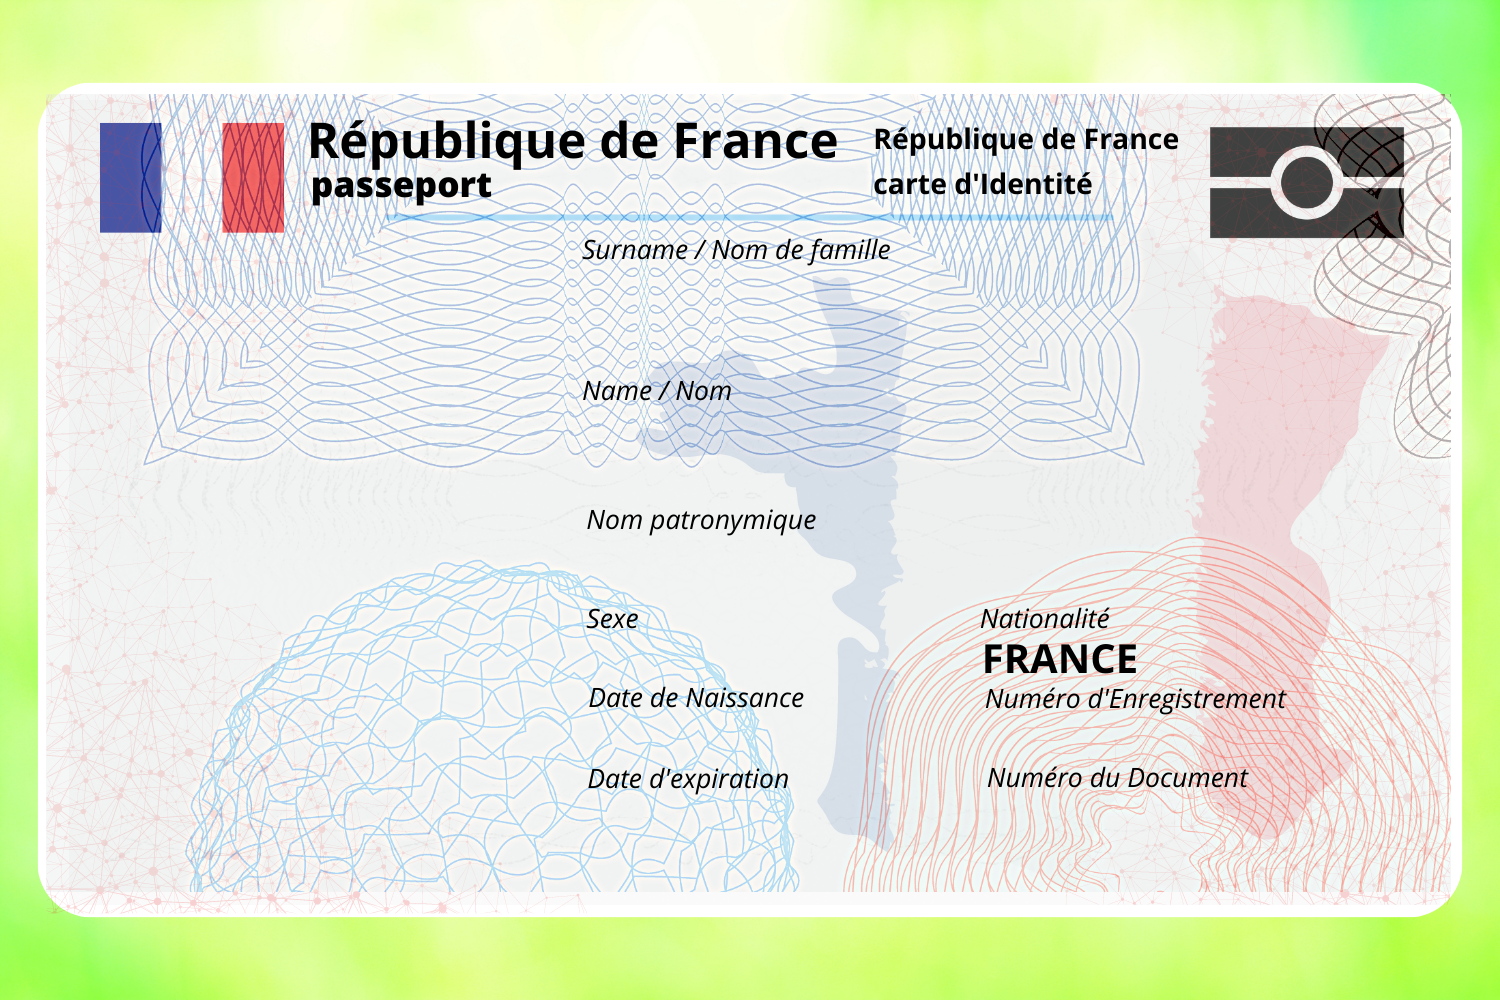 République de France
passeport
République de France
carte d'Identité
Surname / Nom de famille
Name / Nom
Nom patronymique
Sexe
Nationalité
FRANCE
Date de Naissance
Numéro d'Enregistrement
Date d'expiration
Numéro du Document